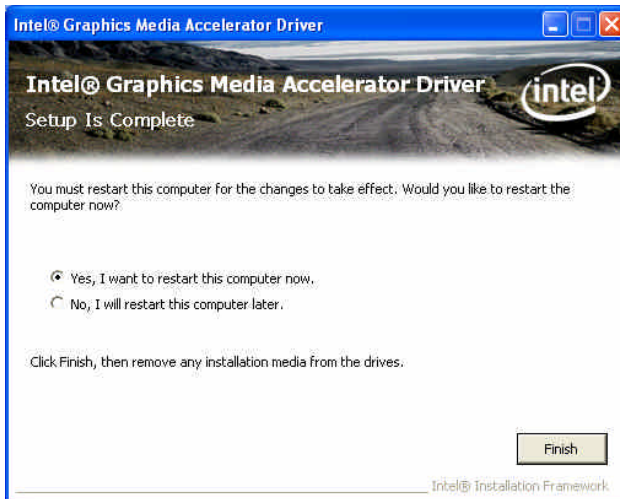 Intel® Graphics Media Accelerator Driver
Intel® Graphics Media Accelerator Driver
intel
Setup Is Complete
You must restart this computer for the changes to take effect. Would you like to restart the
computer now?
Yes, I want to restart this computer now.
No, I will restart this computer later.
Click Finish, then remove any installation media from the drives.
Finish
Intel® Installation Framework